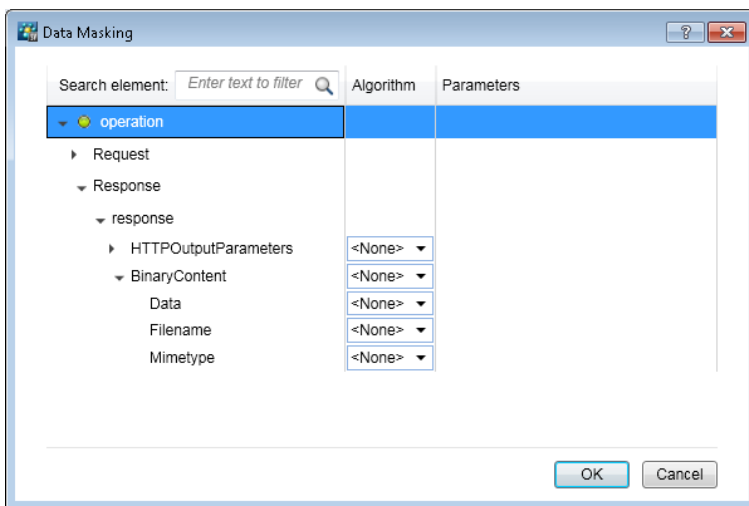 Data Masking
Search element: Enter text to filter Algorithm Parameters
operation
Request
Response
response
HTTPOutputParameters <None>
BinaryContent <None>
Data <None>
Filename <None>
Mimetype <None>
OK Cancel